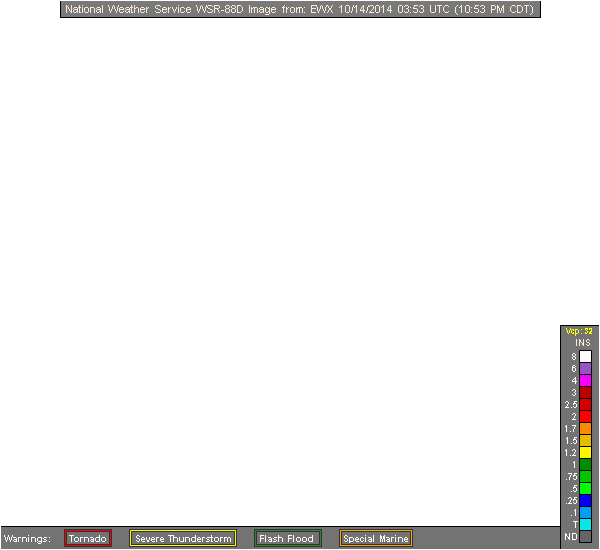 National Weather Service WSR-88D Image from: EWX 10/14/2014 03:53 UTC (10:53 PM CDT)
Vcp: 32
INS
8
6
4
3
2.5
2
1.7
1.5
1.2
1
.75
.5
.25
.1
T
ND
Warnings: Tornado Severe Thunderstorm Flash Flood Special Marine